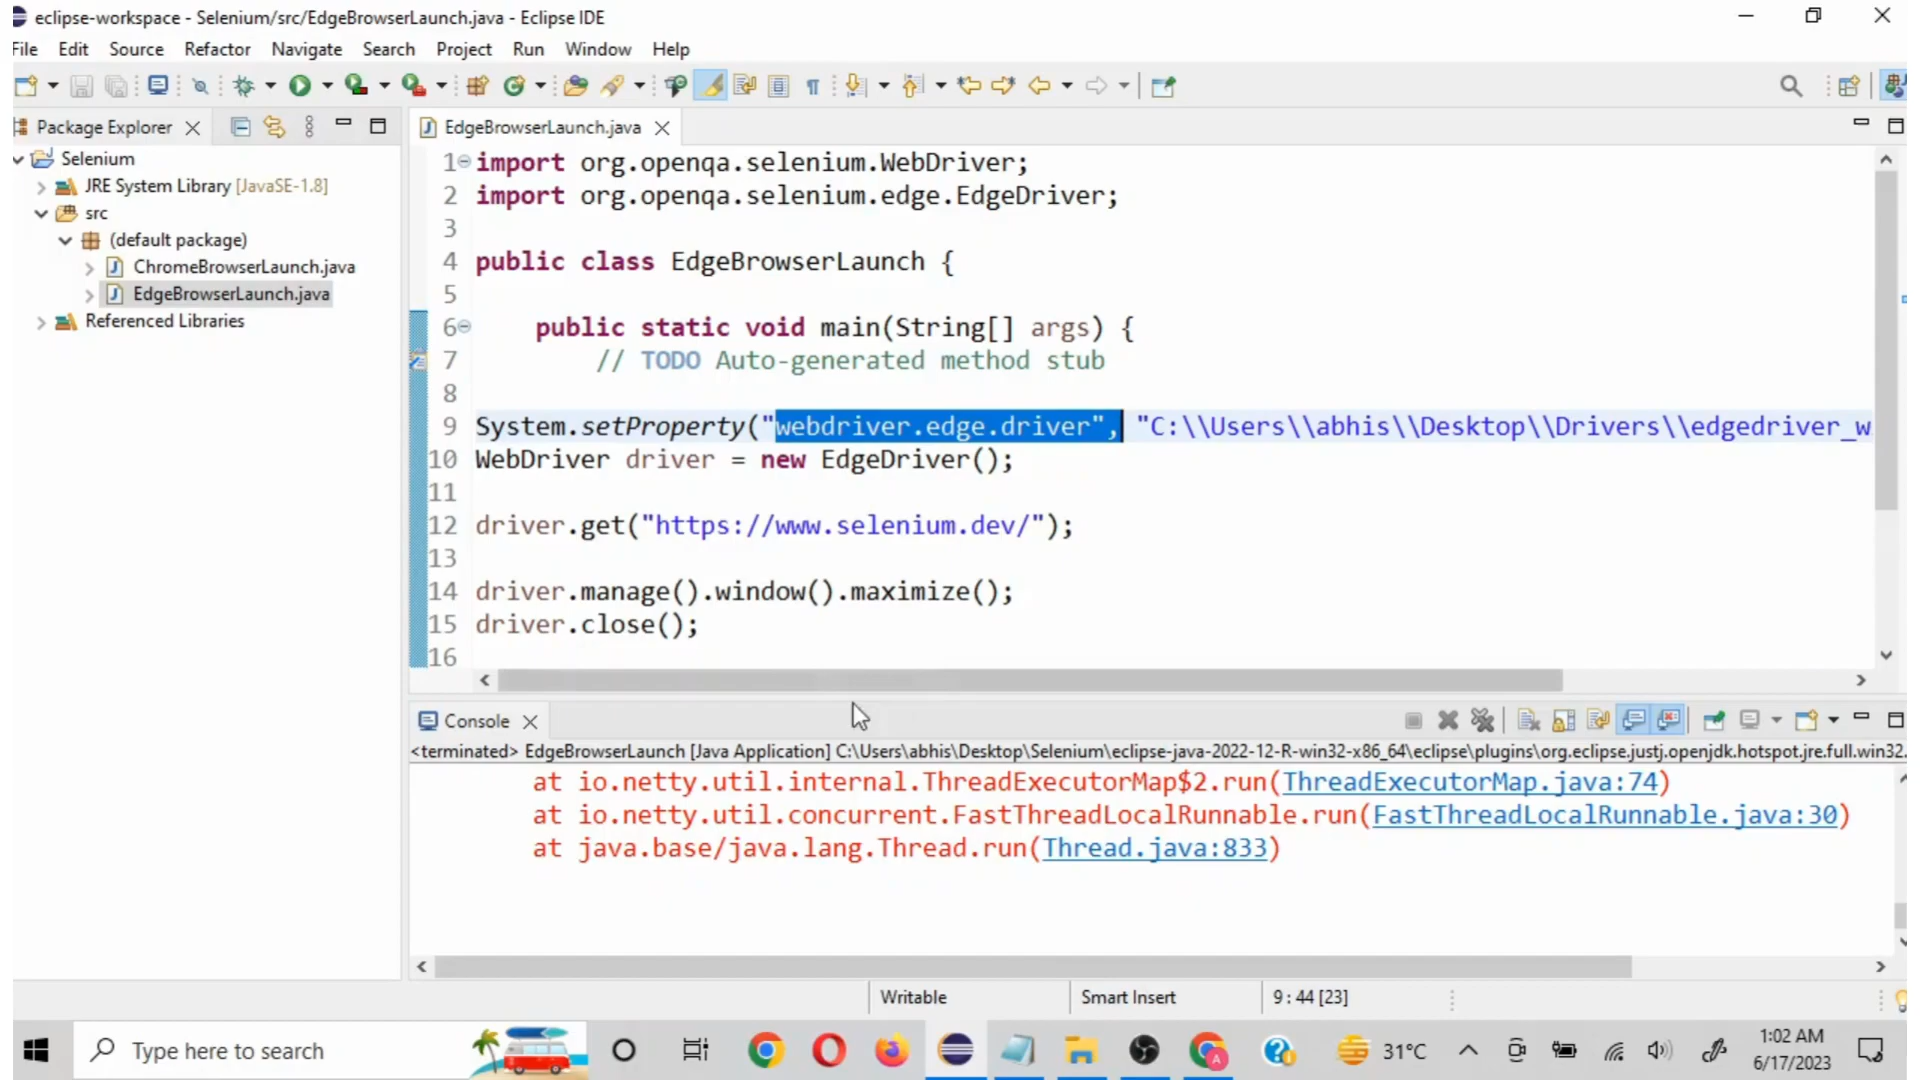 eclipse-workspace - Selenium/src/EdgeBrowserLaunch.java - Eclipse IDE
File Edit Source Refactor Navigate Search Project Run Window Help
Package Explorer
EdgeBrowserLaunch.java
Selenium
JRE System Library [JavaSE-1.8]
src
(default package)
ChromeBrowserLaunch.java
EdgeBrowserLaunch.java
Referenced Libraries
1 import org.openqa.selenium.WebDriver;
2 import org.openqa.selenium.edge.EdgeDriver;
3
4 public class EdgeBrowserLaunch {
5
6 public static void main(String[] args) {
7 // TODO Auto-generated method stub
8
9 System.setProperty("webdriver.edge.driver", "C:\\Users\\abhis\\Desktop\\Drivers\\edgedriver_w
10 WebDriver driver = new EdgeDriver();
11
12 driver.get("https://www.selenium.dev/");
13
14 driver.manage().window().maximize();
15 driver.close();
16
Console
<terminated> EdgeBrowserLaunch [Java Application] C:\Users\abhis\Desktop\Selenium\eclipse-java-2022-12-R-win32-x86_64\eclipse\plugins\org.eclipse.justj.openjdk.hotspot.jre.full.win32.
at io.netty.util.internal.ThreadExecutorMap$2.run(ThreadExecutorMap.java:74)
at io.netty.util.concurrent.FastThreadLocalRunnable.run(FastThreadLocalRunnable.java:30)
at java.base/java.lang.Thread.run(Thread.java:833)
Writable Smart Insert 9 : 44 [23]
Type here to search
31°C
1:02 AM
6/17/2023